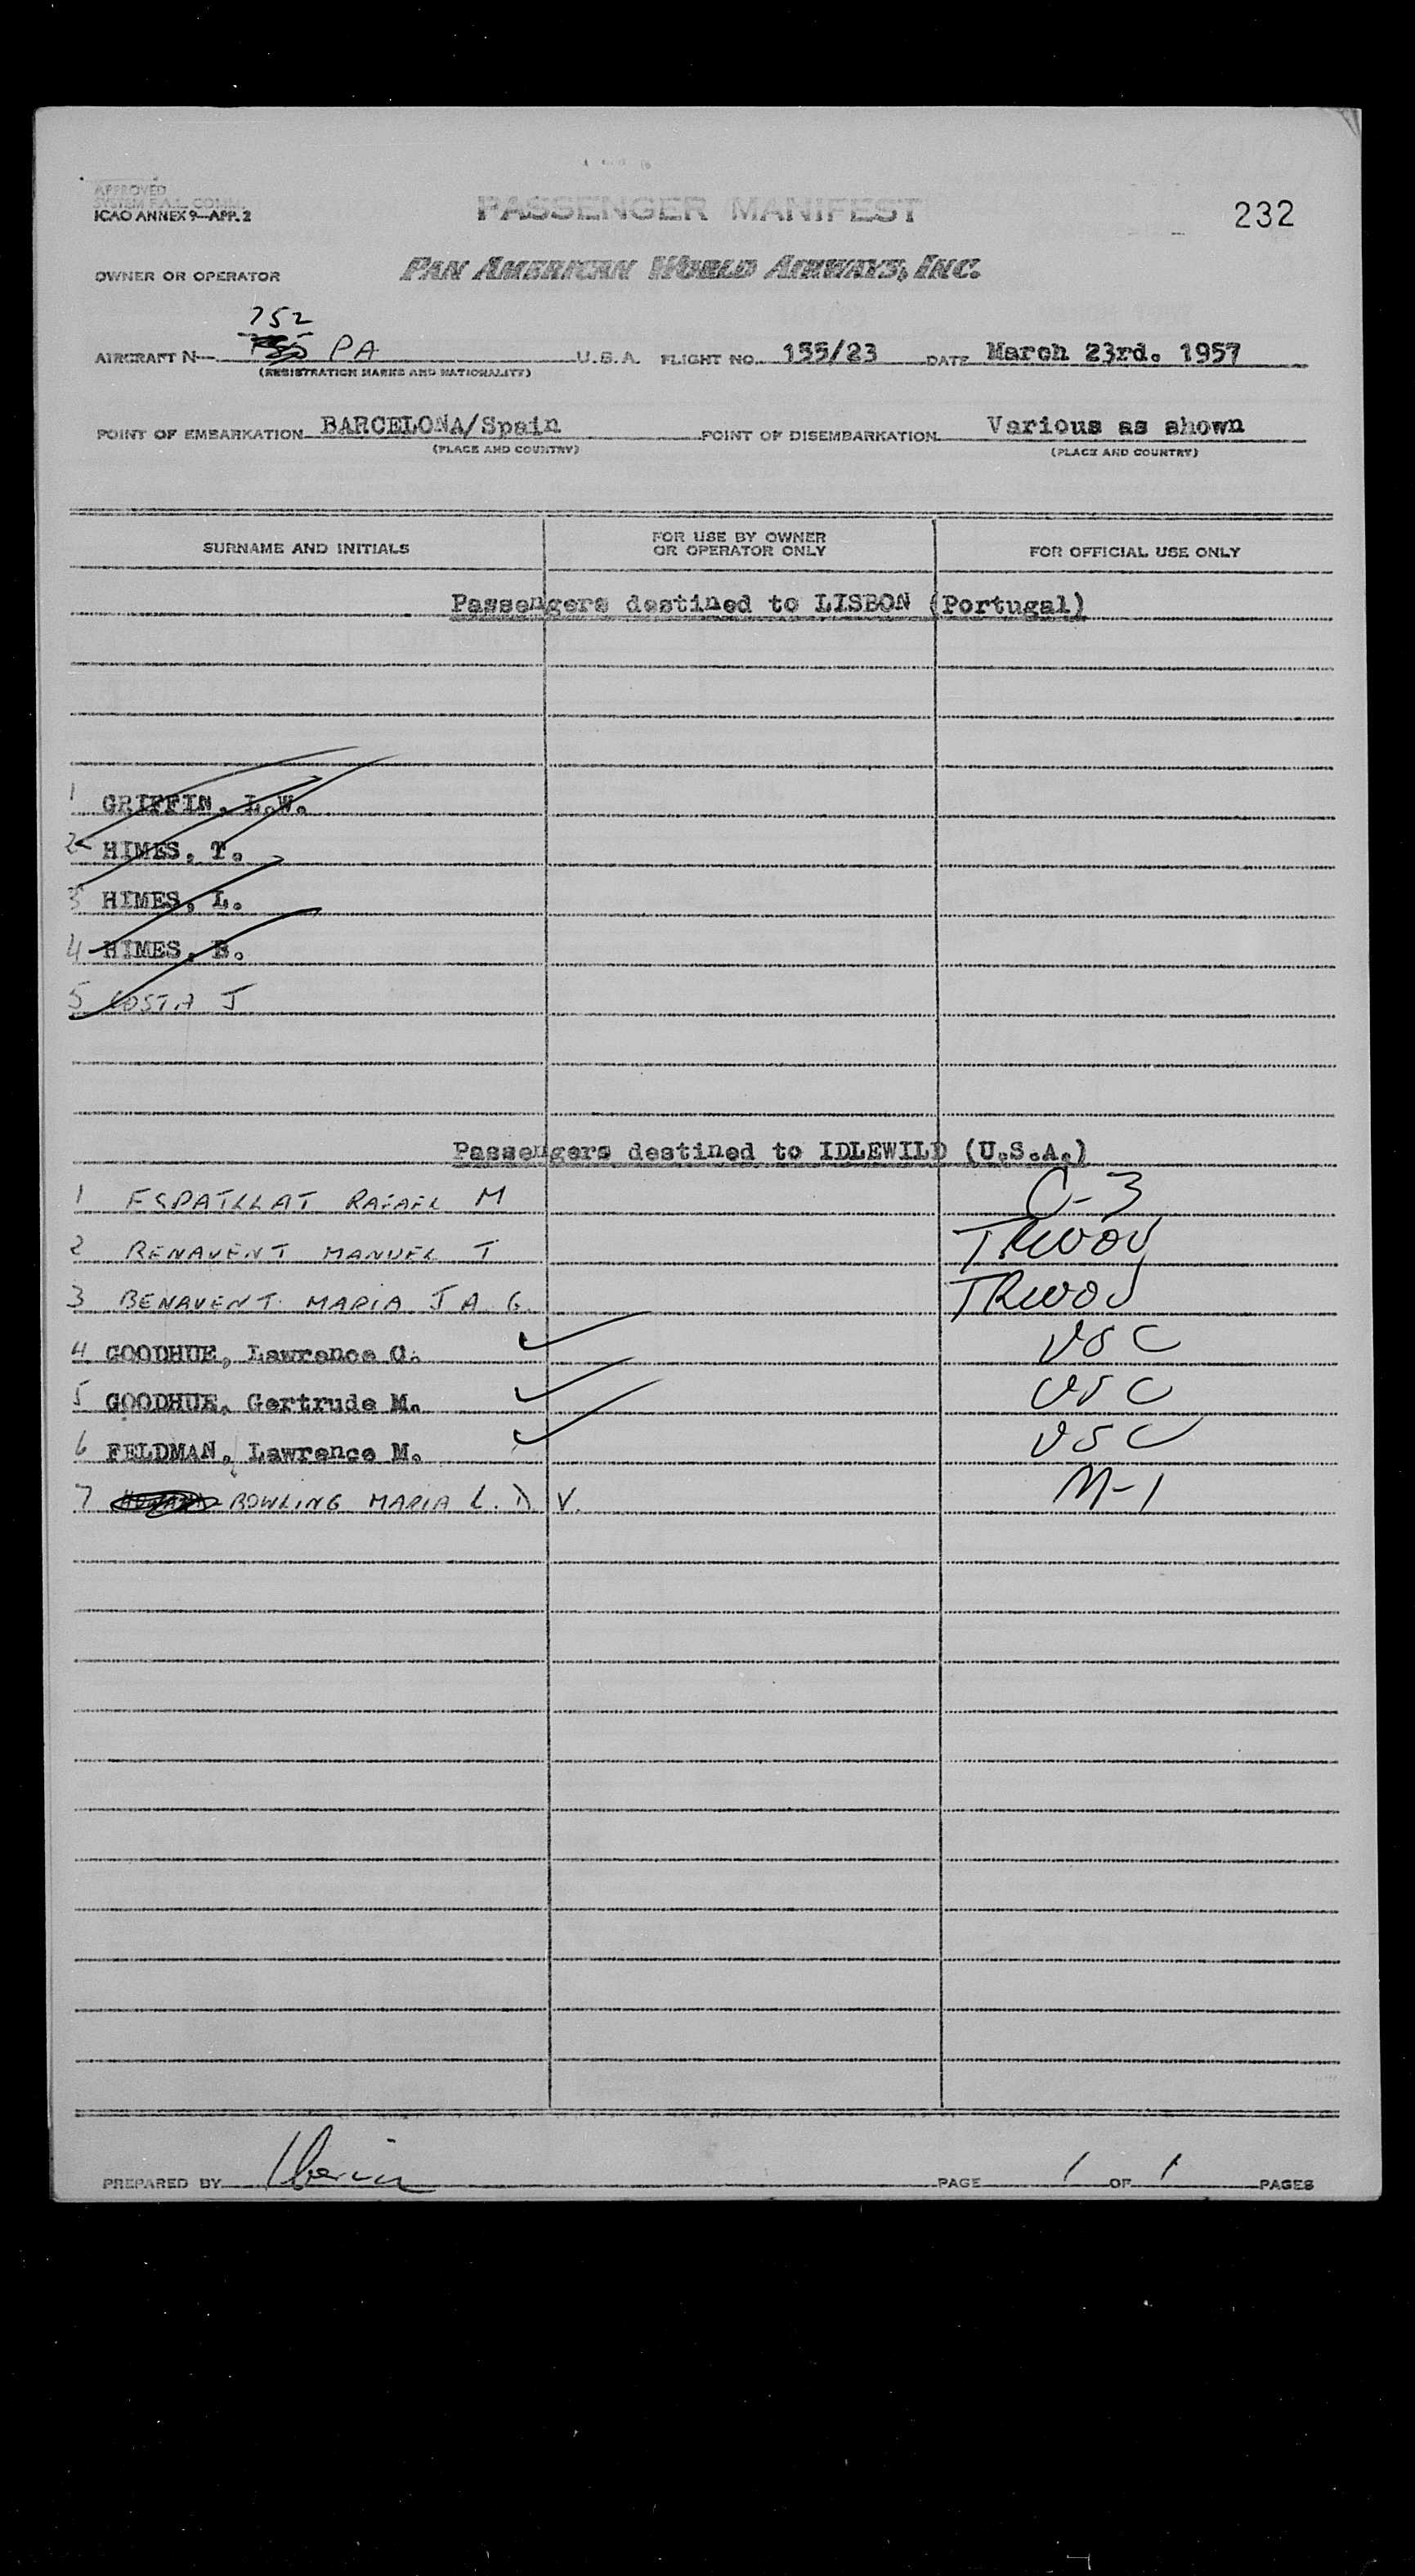 APPROVED
SYSTEM F.A.L. COMM.
ICAO ANNEX 9—APP. 2
PASSENGER MANIFEST
232
OWNER OR OPERATOR
PAN AMERICAN WORLD AIRWAYS, INC.
752
AIRCRAFT N— PA U.S.A. FLIGHT NO. 155/23 DATE March 23rd. 1957
(REGISTRATION MARKS AND NATIONALITY)
POINT OF EMBARKATION BARCELONA/Spain POINT OF DISEMBARKATION Various as shown
(PLACE AND COUNTRY) (PLACE AND COUNTRY)
SURNAME AND INITIALS FOR USE BY OWNER OR OPERATOR ONLY FOR OFFICIAL USE ONLY
Passengers destined to LISBON (Portugal)
1 GRIFFIN, L.W.
2 HIMES, T.
3 HIMES, L.
4 HIMES, B.
5 COSTA J
Passengers destined to IDLEWILD (U.S.A.)
1 ESPAILLAT RAFAEL M C-3
2 BENAVENT MANUEL T TRWOV
3 BENAVENT MARIA J A G. TRWOV
4 GOODHUE, Lawrence C. USC
5 GOODHUE, Gertrude M. USC
6 FELDMAN, Lawrence M. USC
7 BOWLING MARIA L. D V. M-1
PREPARED BY PAGE 1 OF 1 PAGES